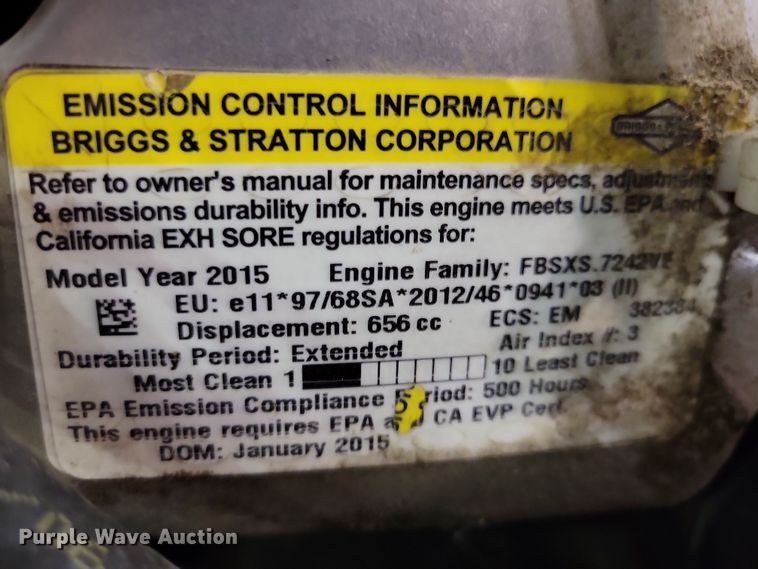 EMISSION CONTROL INFORMATION
BRIGGS & STRATTON CORPORATION
Refer to owner's manual for maintenance specs, adjustments
& emissions durability info. This engine meets U.S. EPA and
California EXH SORE regulations for:
Model Year 2015 Engine Family: FBSXS.7242VE
EU: e11*97/68SA*2012/46*0941*03 (II)
Displacement: 656 cc ECS: EM 382384
Durability Period: Extended Air Index #: 3
Most Clean 1 10 Least Clean
EPA Emission Compliance riod: 500 Hours
This engine requires EPA CA EVP Cert.
DOM: January 2015
Purple Wave Auction